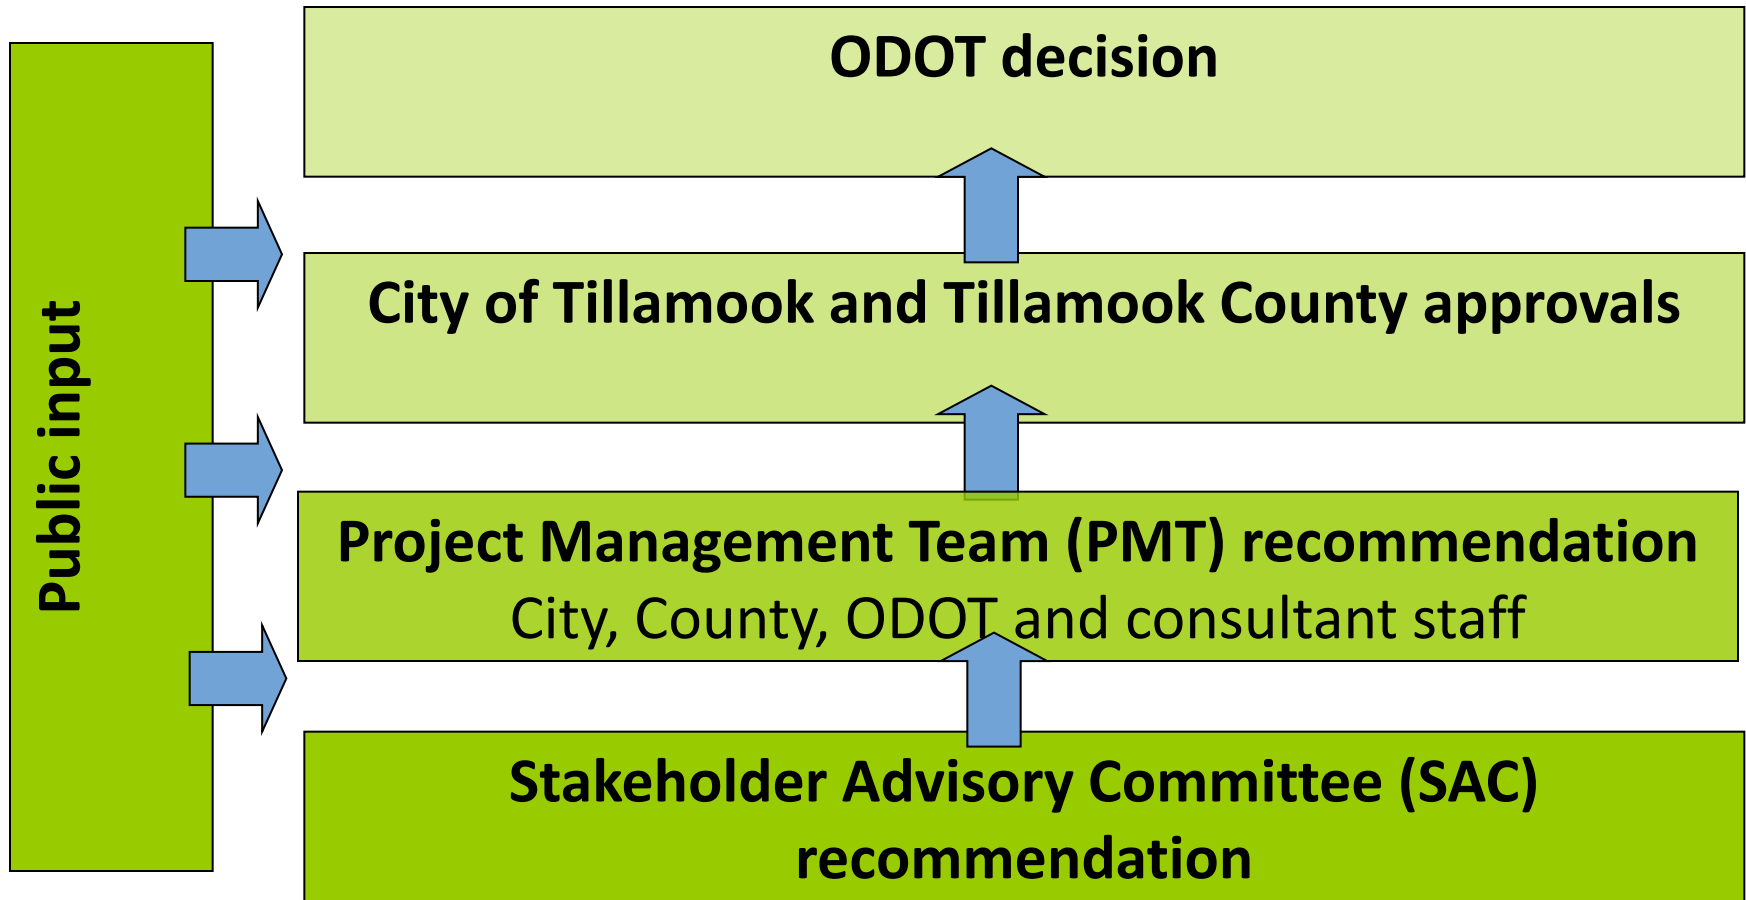 Public input
ODOT decision
City of Tillamook and Tillamook County approvals
Project Management Team (PMT) recommendation
City, County, ODOT and consultant staff
Stakeholder Advisory Committee (SAC)
recommendation